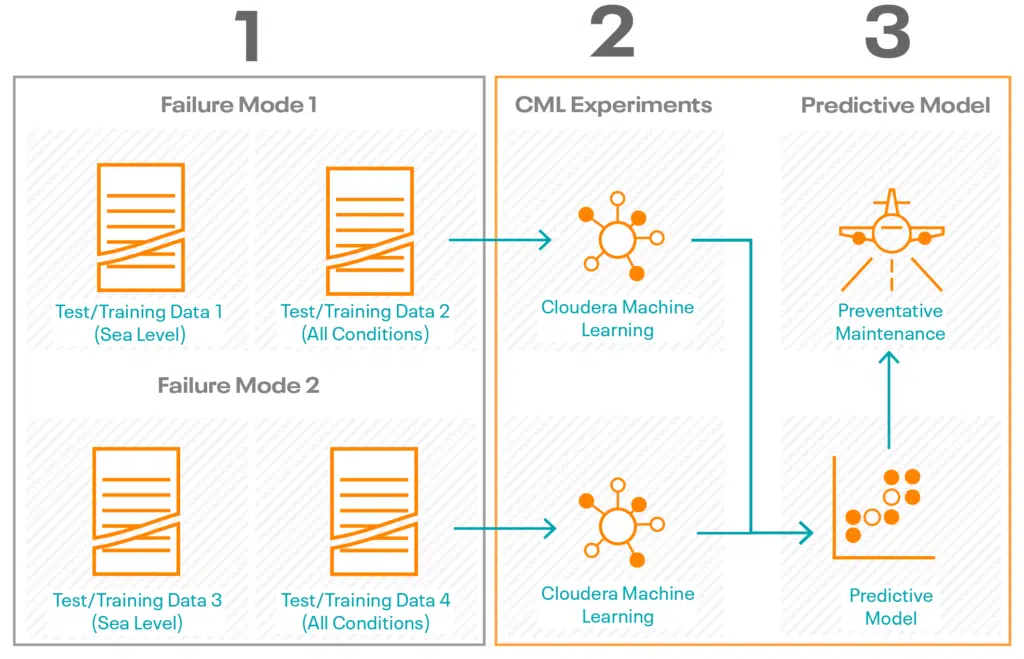 1
2
3
Failure Mode 1
CML Experiments
Predictive Model
Test/Training Data 1
(Sea Level)
Test/Training Data 2
(All Conditions)
Cloudera Machine
Learning
Preventative
Maintenance
Failure Mode 2
Test/Training Data 3
(Sea Level)
Test/Training Data 4
(All Conditions)
Cloudera Machine
Learning
Predictive
Model